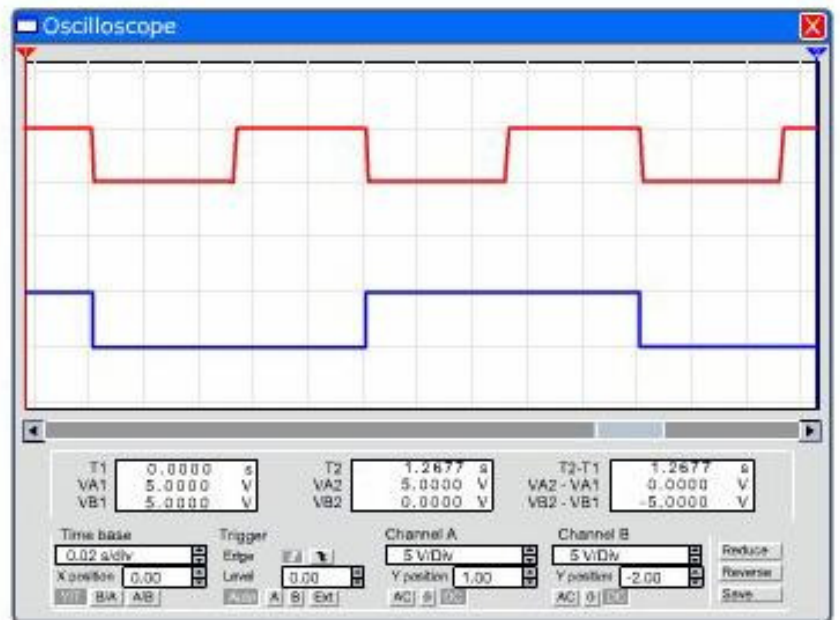 Oscilloscope
T1 0.0000 s T2 1.2677 s T2-T1 1.2677 s
VA1 5.0000 V VA2 5.0000 V VA2 - VA1 0.0000 V
VB1 5.0000 V VB2 0.0000 V VB2 - VB1 -5.0000 V
Time base Trigger Channel A Channel B
0.02 s/div Edge 5 V/Div 5 V/Div Reduce
X position 0.00 Level 0.00 Y position 1.00 Y position -2.00 Reverse
Y/T B/A A/B Auto A B Ext AC 0 DC AC 0 DC Save